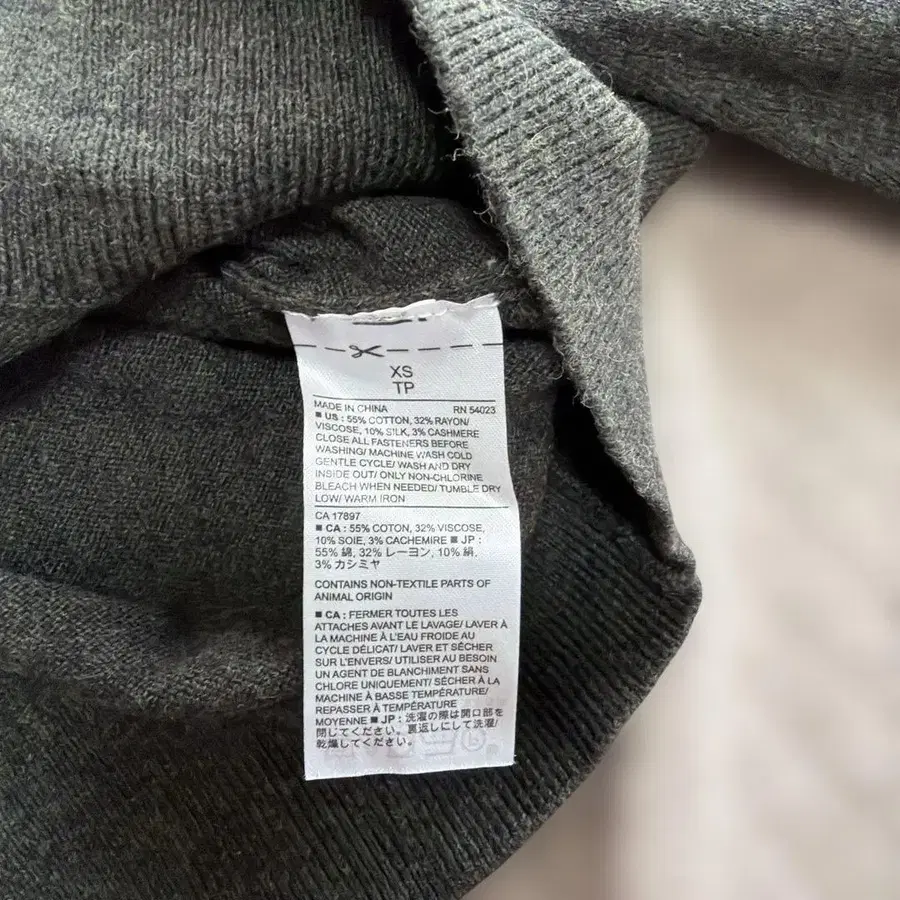 XS
TP
MADE IN CHINA RN 54023
■ US : 55% COTTON, 32% RAYON/
VISCOSE, 10% SILK, 3% CASHMERE
CLOSE ALL FASTENERS BEFORE
WASHING/ MACHINE WASH COLD
GENTLE CYCLE/ WASH AND DRY
INSIDE OUT/ ONLY NON-CHLORINE
BLEACH WHEN NEEDED/ TUMBLE DRY
LOW/ WARM IRON
CA 17897
■ CA : 55% COTON, 32% VISCOSE,
10% SOIE, 3% CACHEMIRE ■ JP :
55% 綿, 32% レーヨン, 10% 絹,
3% カシミヤ
CONTAINS NON-TEXTILE PARTS OF
ANIMAL ORIGIN
■ CA : FERMER TOUTES LES
ATTACHES AVANT LE LAVAGE/ LAVER À
LA MACHINE À L'EAU FROIDE AU
CYCLE DÉLICAT/ LAVER ET SÉCHER
SUR L'ENVERS/ UTILISER AU BESOIN
UN AGENT DE BLANCHIMENT SANS
CHLORE UNIQUEMENT/ SÉCHER À LA
MACHINE À BASSE TEMPÉRATURE/
REPASSER À TEMPÉRATURE
MOYENNE ■ JP : 洗濯の際は開口部を
閉じてください。裏返しにして洗濯/
乾燥してください。